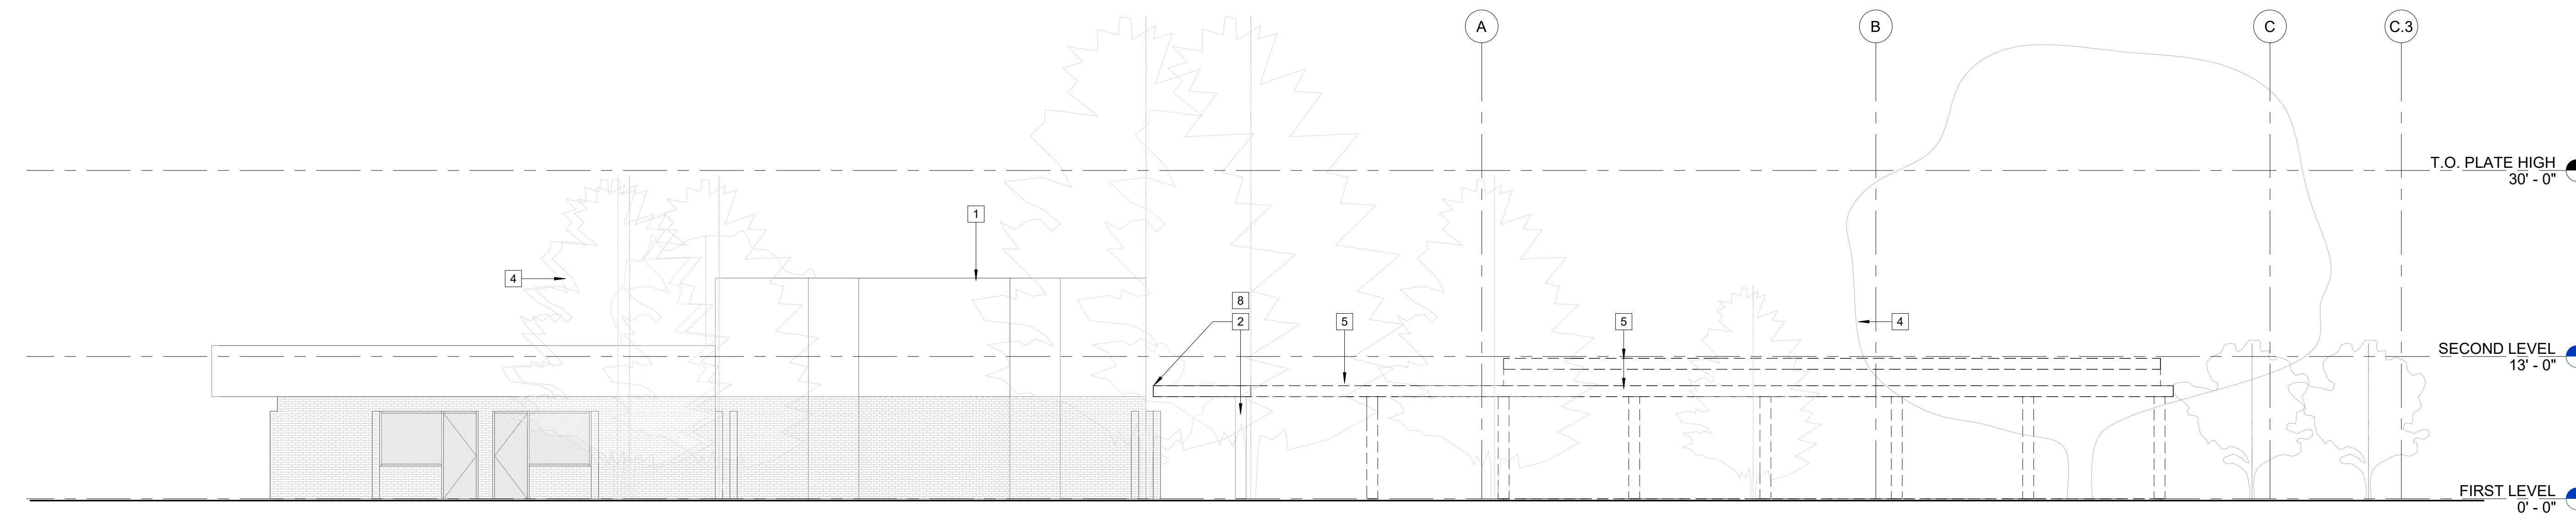 A
B
C
C.3
T.O. PLATE HIGH
30' - 0"
1
4
8
2
5
5
4
SECOND LEVEL
13' - 0"
FIRST LEVEL
0' - 0"